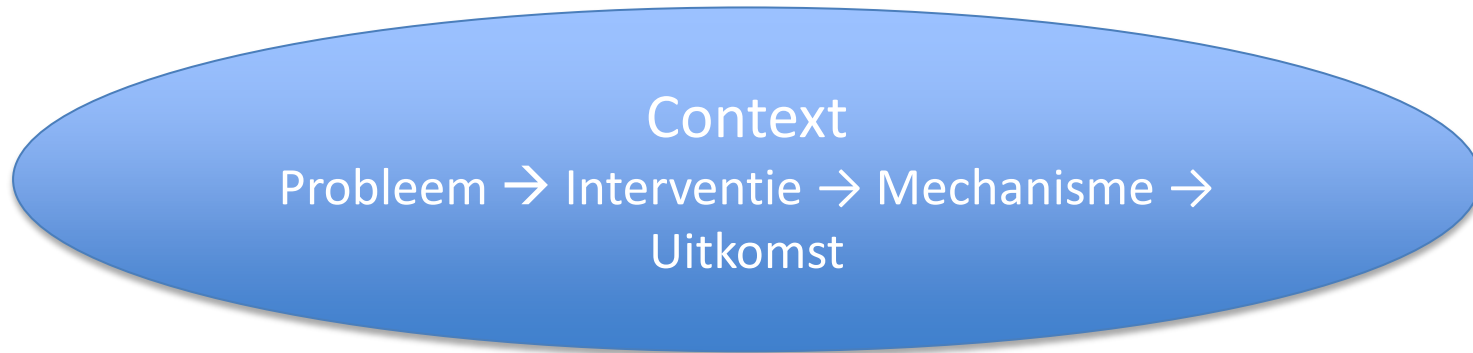 Context
Probleem → Interventie → Mechanisme →
Uitkomst